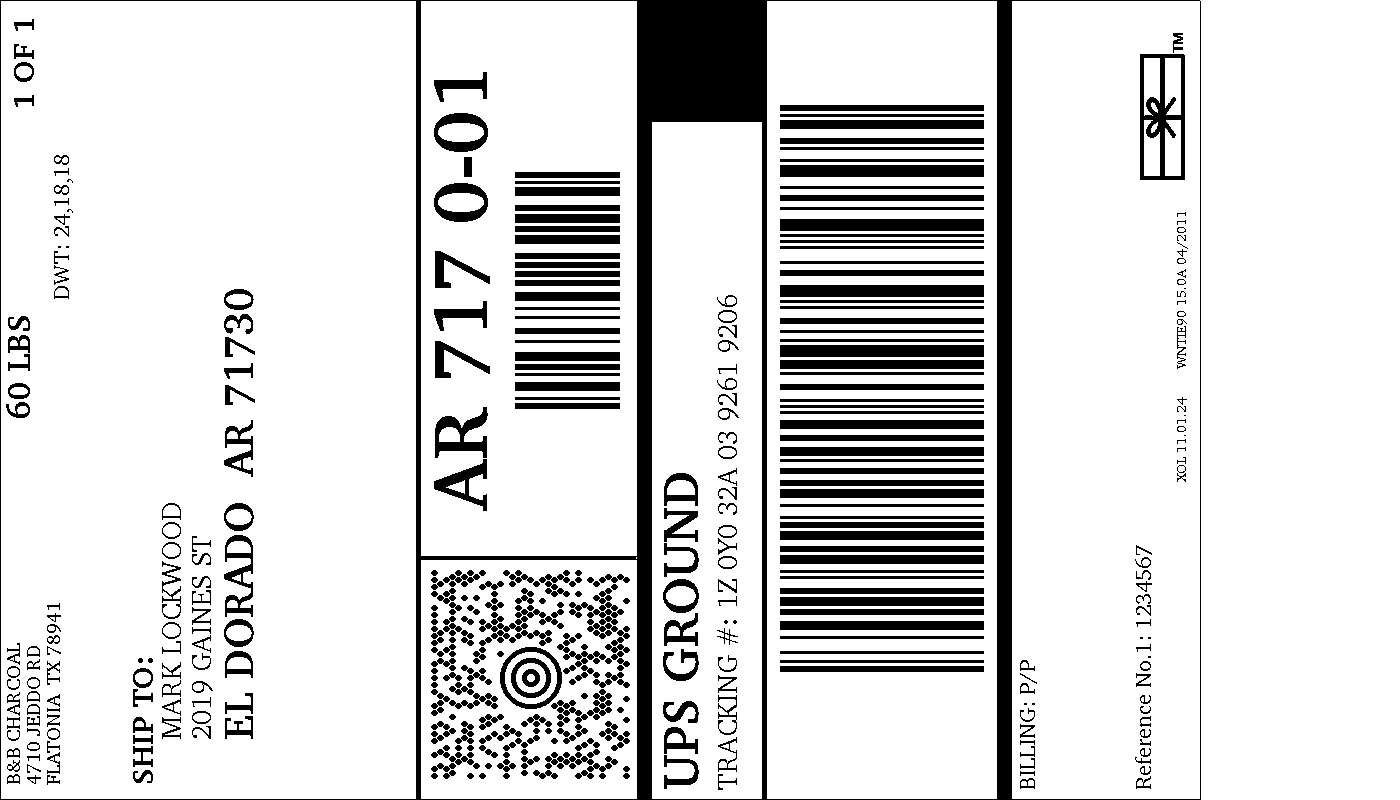 B&B CHARCOAL
4710 JEDDO RD
FLATONIA TX 78941
60 LBS
1 OF 1
DWT: 24,18,18
SHIP TO:
MARK LOCKWOOD
2019 GAINES ST
EL DORADO AR 71730
AR 717 0-01
UPS GROUND
TRACKING #: 1Z 0Y0 32A 03 9261 9206
BILLING: P/P
Reference No.1: 1234567
XOL 11.01.24 WNTIE90 15.0A 04/2011
TM